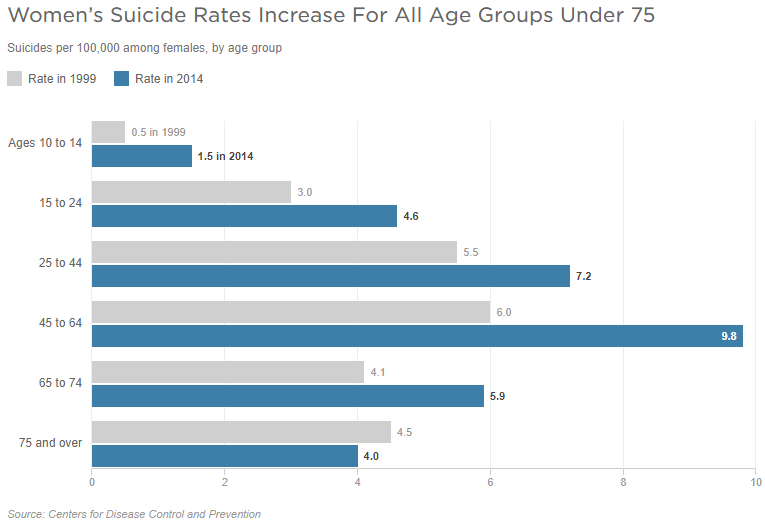 Women’s Suicide Rates Increase For All Age Groups Under 75
Suicides per 100,000 among females, by age group
Rate in 1999 Rate in 2014
Ages 10 to 14
0.5 in 1999
1.5 in 2014
15 to 24
3.0
4.6
25 to 44
5.5
7.2
45 to 64
6.0
9.8
65 to 74
4.1
5.9
75 and over
4.5
4.0
0 2 4 6 8 10
Source: Centers for Disease Control and Prevention